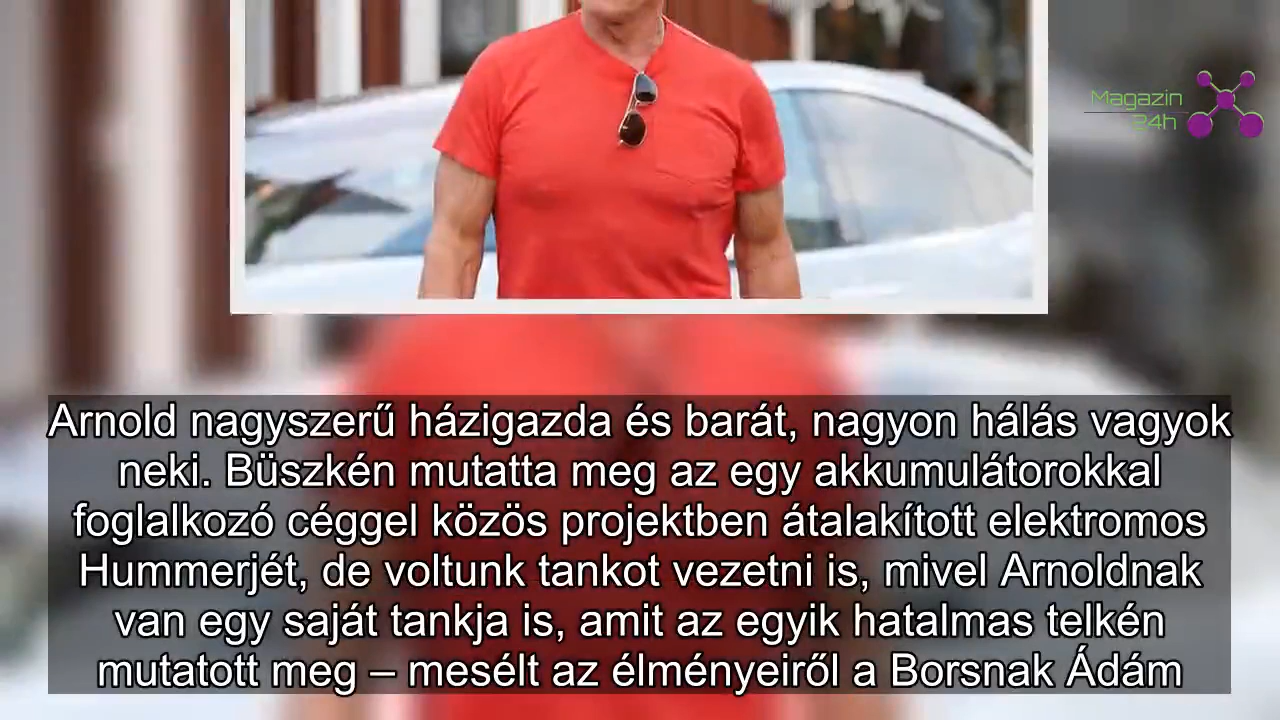 Magazin
24h
Arnold nagyszerű házigazda és barát, nagyon hálás vagyok
neki. Büszkén mutatta meg az egy akkumulátorokkal
foglalkozó céggel közös projektben átalakított elektromos
Hummerjét, de voltunk tankot vezetni is, mivel Arnoldnak
van egy saját tankja is, amit az egyik hatalmas telkén
mutatott meg – mesélt az élményeiről a Borsnak Ádám